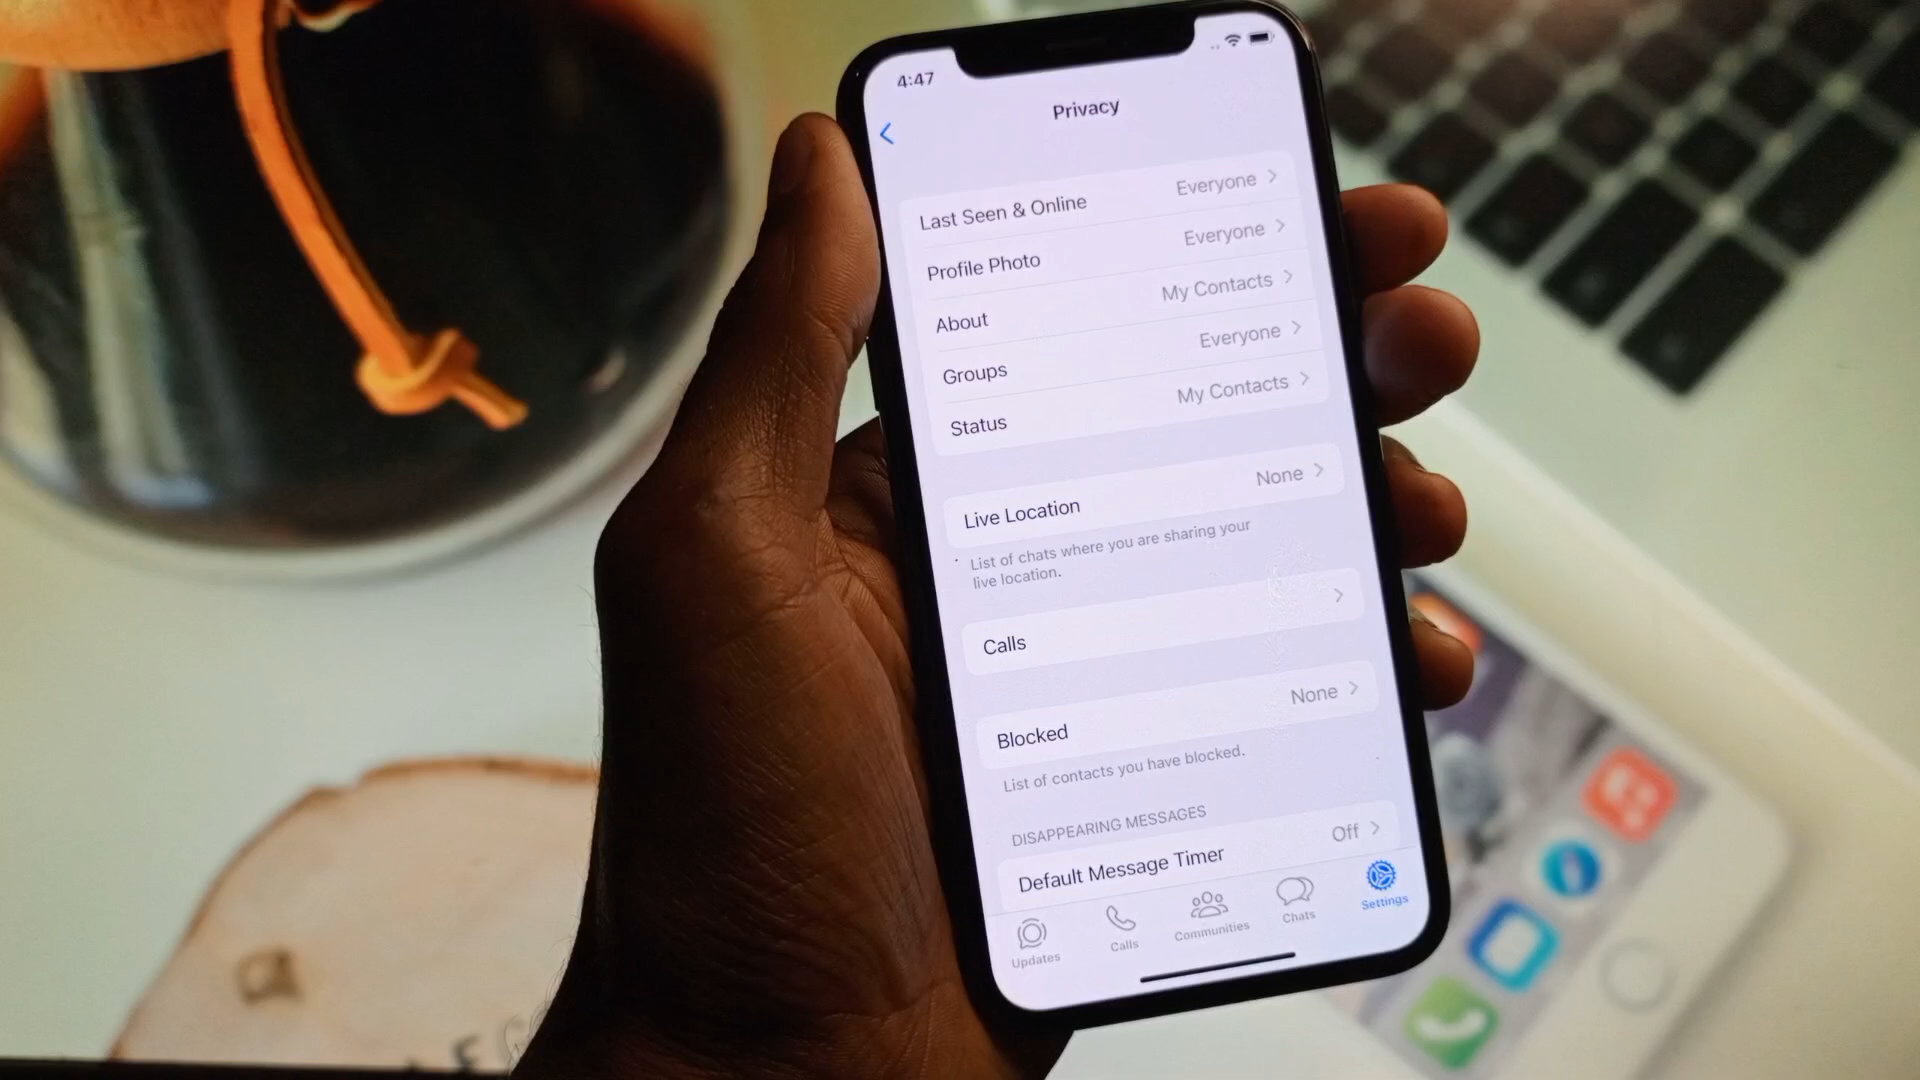 4:47
Privacy
Last Seen & Online Everyone
Profile Photo Everyone
About My Contacts
Groups Everyone
Status My Contacts
Live Location None
List of chats where you are sharing your
live location.
Calls
Blocked None
List of contacts you have blocked.
DISAPPEARING MESSAGES
Default Message Timer Off
Updates Calls Communities Chats Settings